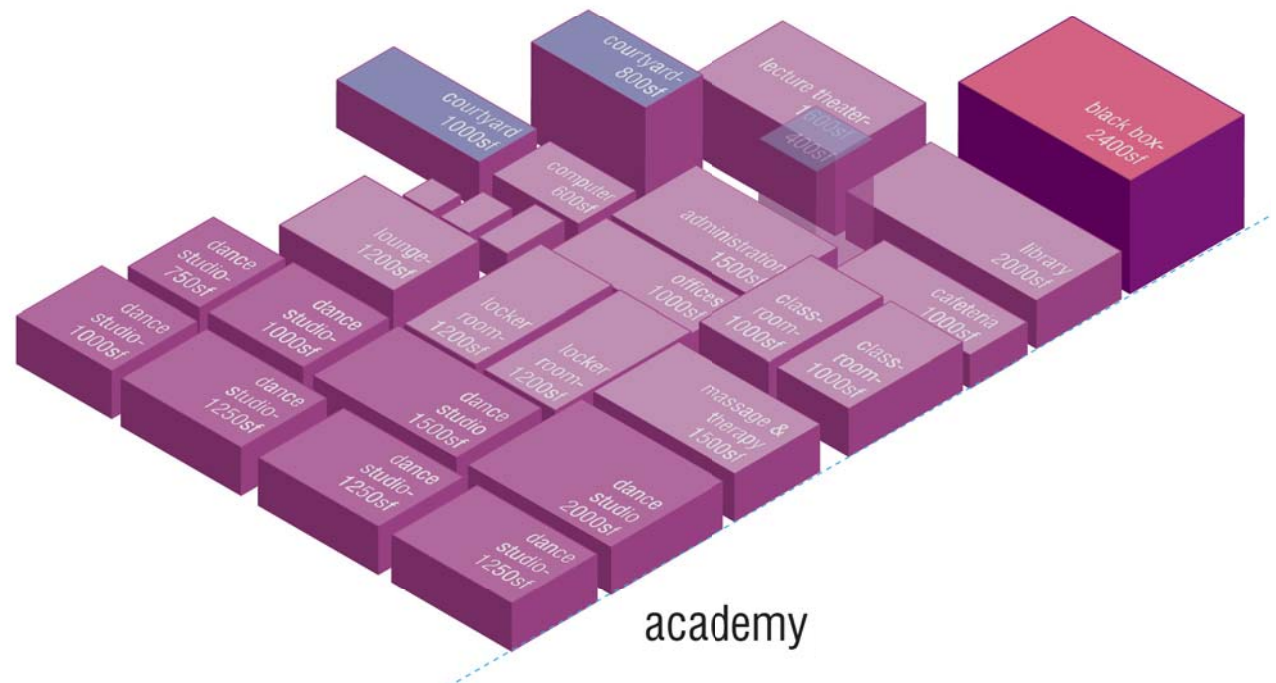 courtyard-
800sf
lecture theater-
1600sf
400sf
black box-
2400sf
courtyard
1000sf
computer
600sf
administration
1500sf
library
2000sf
lounge-
1200sf
offices
1000sf
class-
room-
1000sf
cafeteria
1000sf
dance
studio-
750sf
dance
studio-
1000sf
dance
studio-
1000sf
locker
room-
1200sf
locker
room-
1200sf
class-
room-
1000sf
dance
studio-
1250sf
dance
studio
1500sf
massage &
therapy
1500sf
dance
studio-
1250sf
dance
studio
2000sf
dance
studio-
1250sf
academy